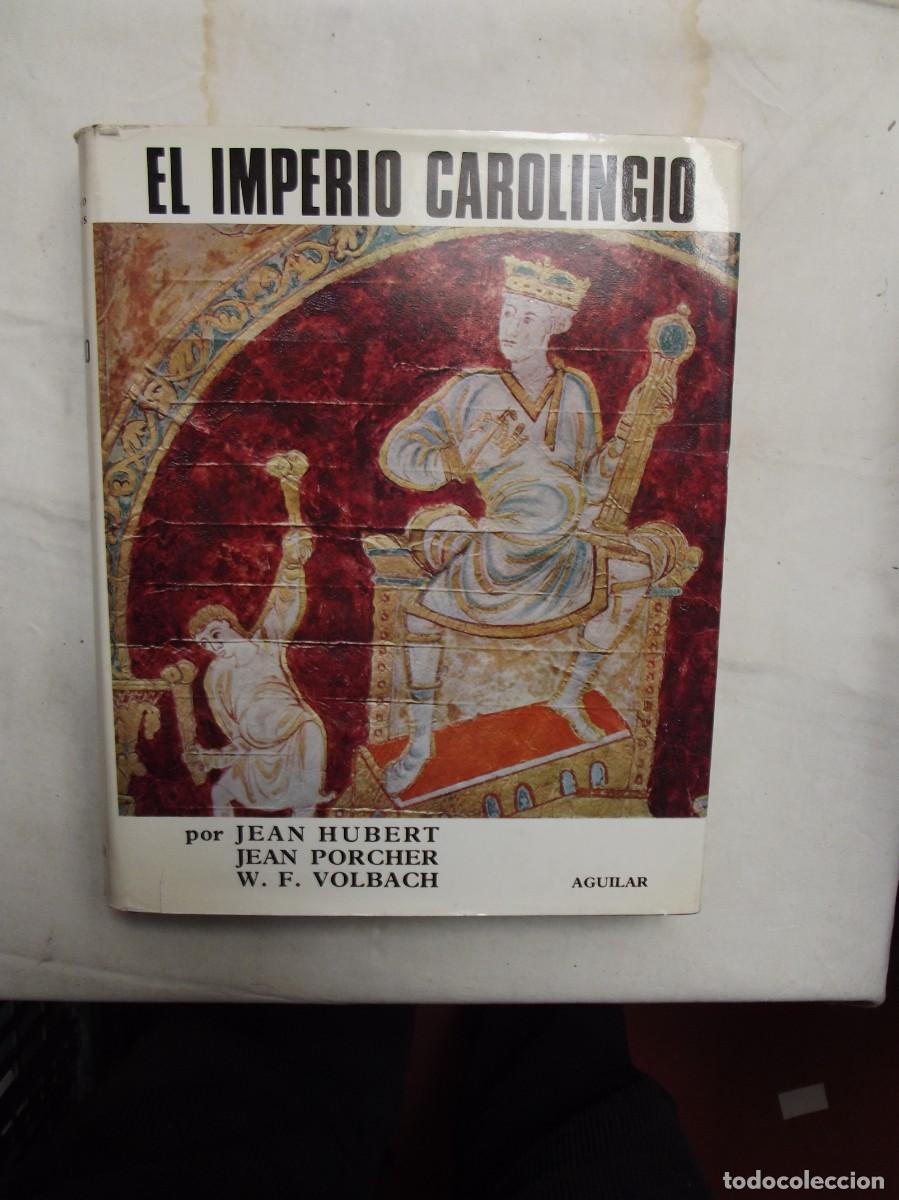 EL IMPERIO CAROLINGIO
por JEAN HUBERT
JEAN PORCHER
W. F. VOLBACH
AGUILAR
todocoleccion